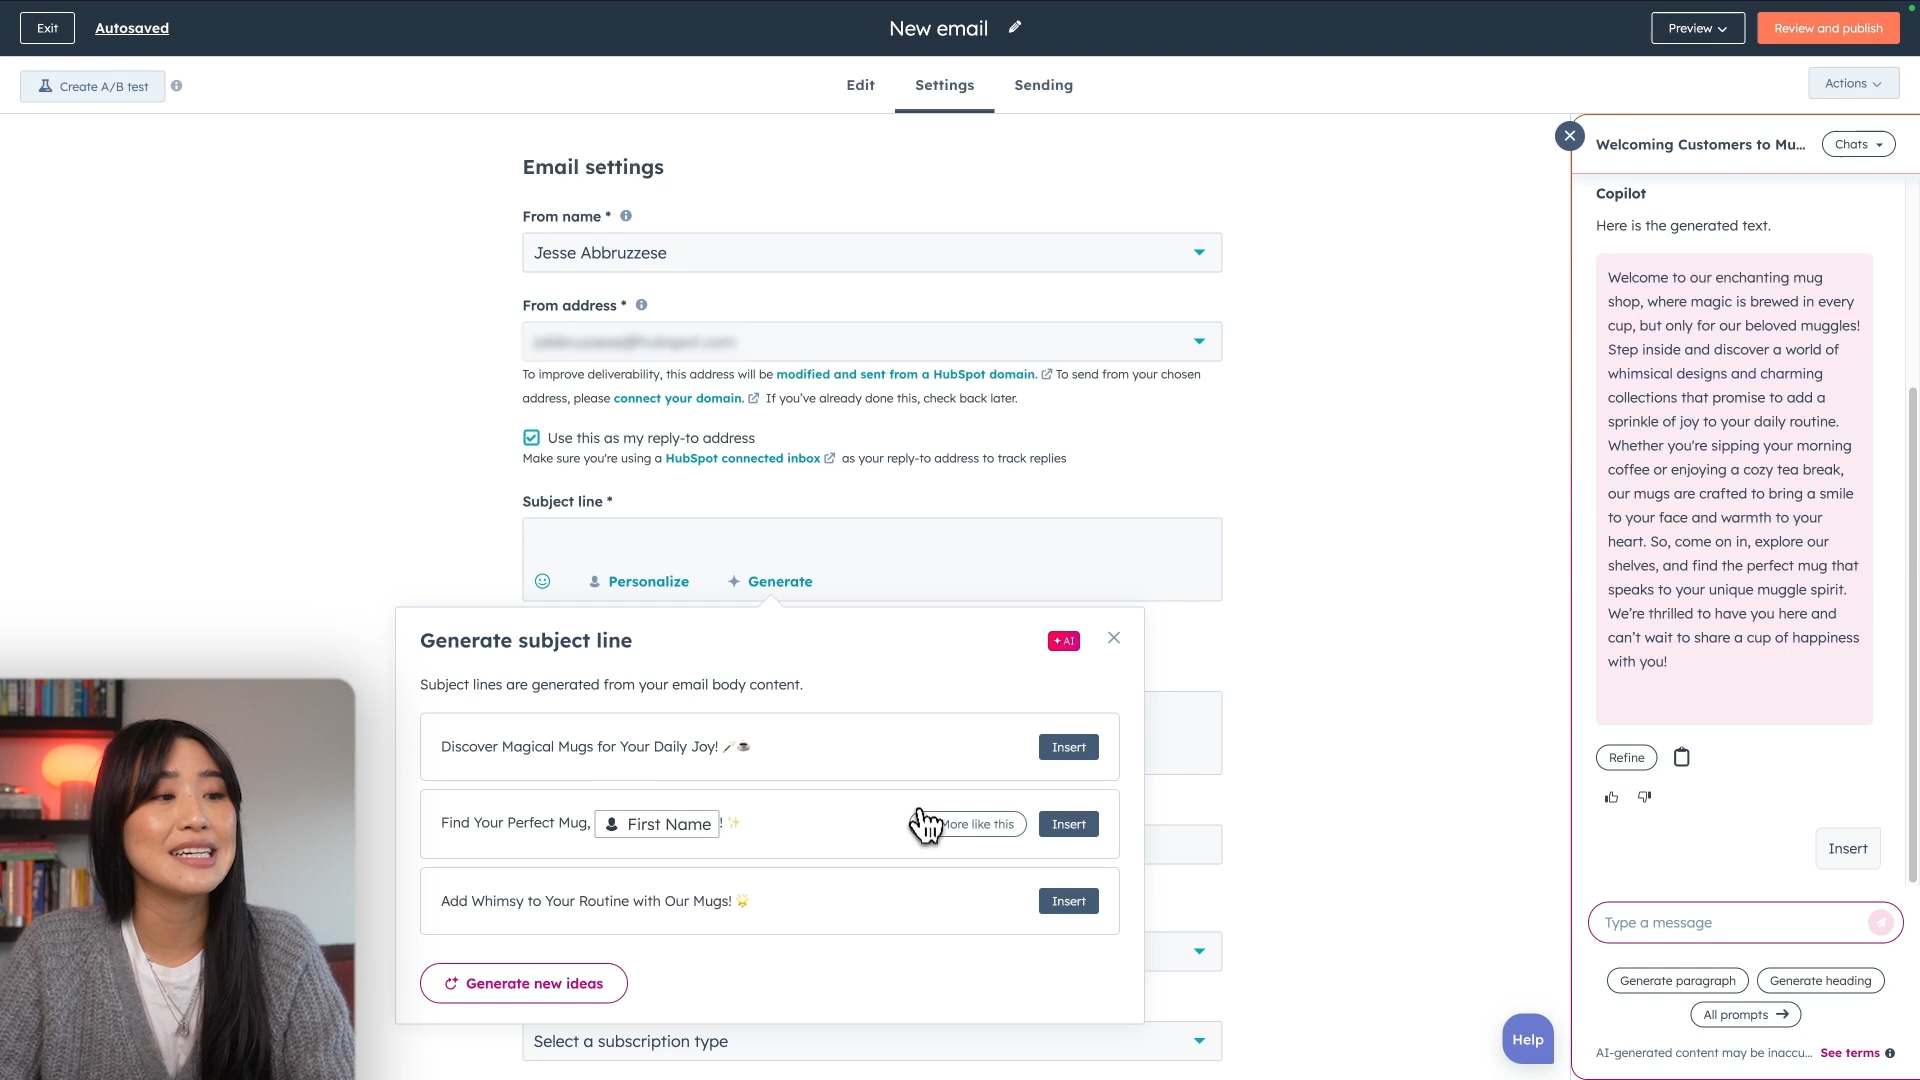 Exit
Autosaved
New email
Preview
Review and publish
Create A/B test
Edit
Settings
Sending
Actions
Email settings
From name *
Jesse Abbruzzese
From address *
To improve deliverability, this address will be modified and sent from a HubSpot domain. To send from your chosen
address, please connect your domain. If you've already done this, check back later.
Use this as my reply-to address
Make sure you're using a HubSpot connected inbox as your reply-to address to track replies
Subject line *
Personalize
Generate
Generate subject line
AI
Subject lines are generated from your email body content.
Discover Magical Mugs for Your Daily Joy! 🪄☕
Insert
Find Your Perfect Mug, First Name ! ✨
More like this
Insert
Add Whimsy to Your Routine with Our Mugs! 🌟
Insert
Generate new ideas
Select a subscription type
Help
Welcoming Customers to Mu...
Chats
Copilot
Here is the generated text.
Welcome to our enchanting mug
shop, where magic is brewed in every
cup, but only for our beloved muggles!
Step inside and discover a world of
whimsical designs and charming
collections that promise to add a
sprinkle of joy to your daily routine.
Whether you're sipping your morning
coffee or enjoying a cozy tea break,
our mugs are crafted to bring a smile
to your face and warmth to your
heart. So, come on in, explore our
shelves, and find the perfect mug that
speaks to your unique muggle spirit.
We're thrilled to have you here and
can't wait to share a cup of happiness
with you!
Refine
Insert
Type a message
Generate paragraph
Generate heading
All prompts →
AI-generated content may be inaccu... See terms